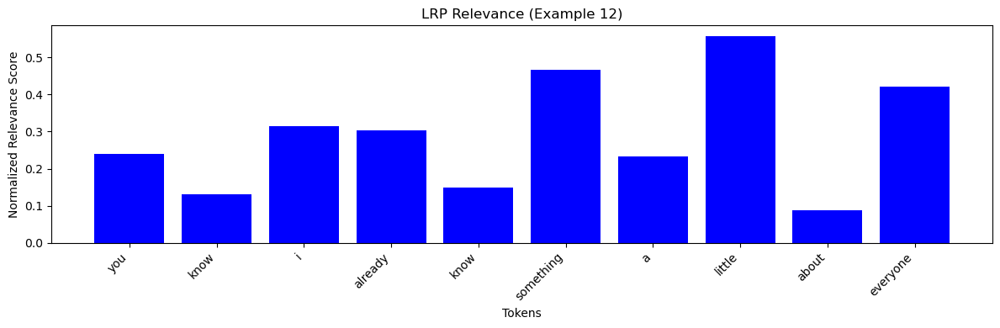 LRP Relevance (Example 12)
Normalized Relevance Score
0.5
0.4
0.3
0.2
0.1
0.0
you know i already know something a little about everyone
Tokens